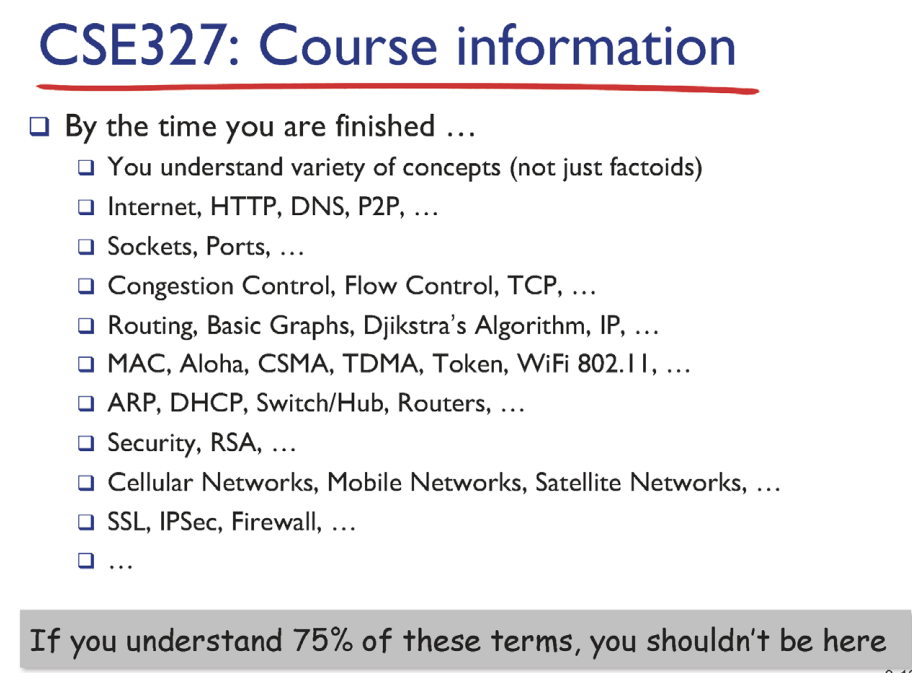 CSE327: Course information
By the time you are finished …
You understand variety of concepts (not just factoids)
Internet, HTTP, DNS, P2P, …
Sockets, Ports, …
Congestion Control, Flow Control, TCP, …
Routing, Basic Graphs, Djikstra's Algorithm, IP, …
MAC, Aloha, CSMA, TDMA, Token, WiFi 802.11, …
ARP, DHCP, Switch/Hub, Routers, …
Security, RSA, …
Cellular Networks, Mobile Networks, Satellite Networks, …
SSL, IPSec, Firewall, …
…
If you understand 75% of these terms, you shouldn't be here